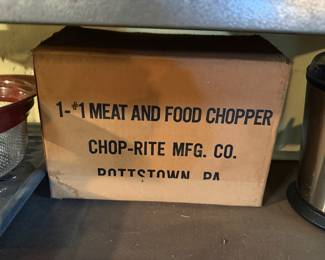 1-#1 MEAT AND FOOD CHOPPER
CHOP-RITE MFG. CO.
POTTSTOWN, PA.